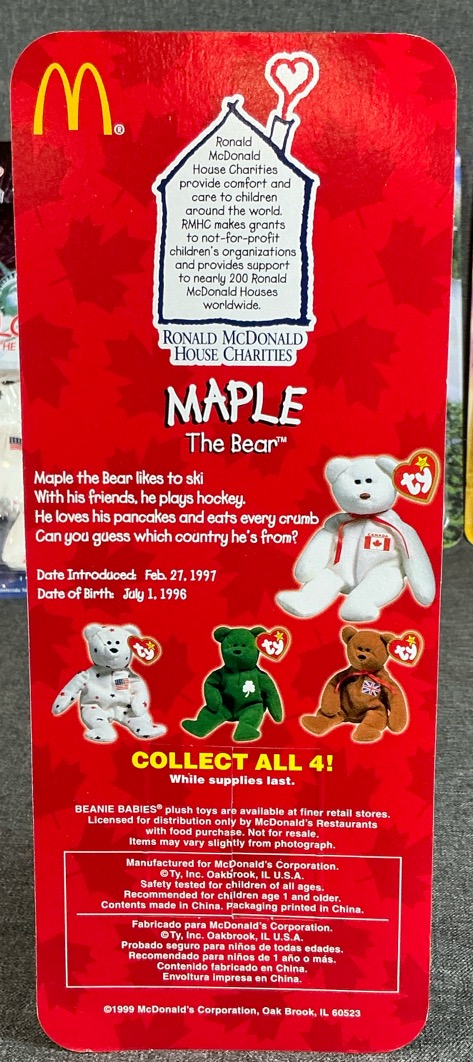 M®
Ronald
McDonald
House Charities
provide comfort and
care to children
around the world.
RMHC makes grants
to not-for-profit
children's organizations
and provides support
to nearly 200 Ronald
McDonald Houses
worldwide.
RONALD MCDONALD
HOUSE CHARITIES
MAPLE
The Bear™
Maple the Bear likes to ski
With his friends, he plays hockey.
He loves his pancakes and eats every crumb
Can you guess which country he's from?
ty
CANADA
Date Introduced: Feb. 27, 1997
Date of Birth: July 1, 1996
ty
ty
ty
COLLECT ALL 4!
While supplies last.
BEANIE BABIES® plush toys are available at finer retail stores.
Licensed for distribution only by McDonald's Restaurants
with food purchase. Not for resale.
Items may vary slightly from photograph.
Manufactured for McDonald's Corporation.
©Ty, Inc. Oakbrook, IL U.S.A.
Safety tested for children of all ages.
Recommended for children age 1 and older.
Contents made in China. Packaging printed in China.
Fabricado para McDonald's Corporation.
©Ty, Inc. Oakbrook, IL U.S.A.
Probado seguro para niños de todas edades.
Recomendado para niños de 1 año o más.
Contenido fabricado en China.
Envoltura impresa en China.
©1999 McDonald's Corporation, Oak Brook, IL 60523